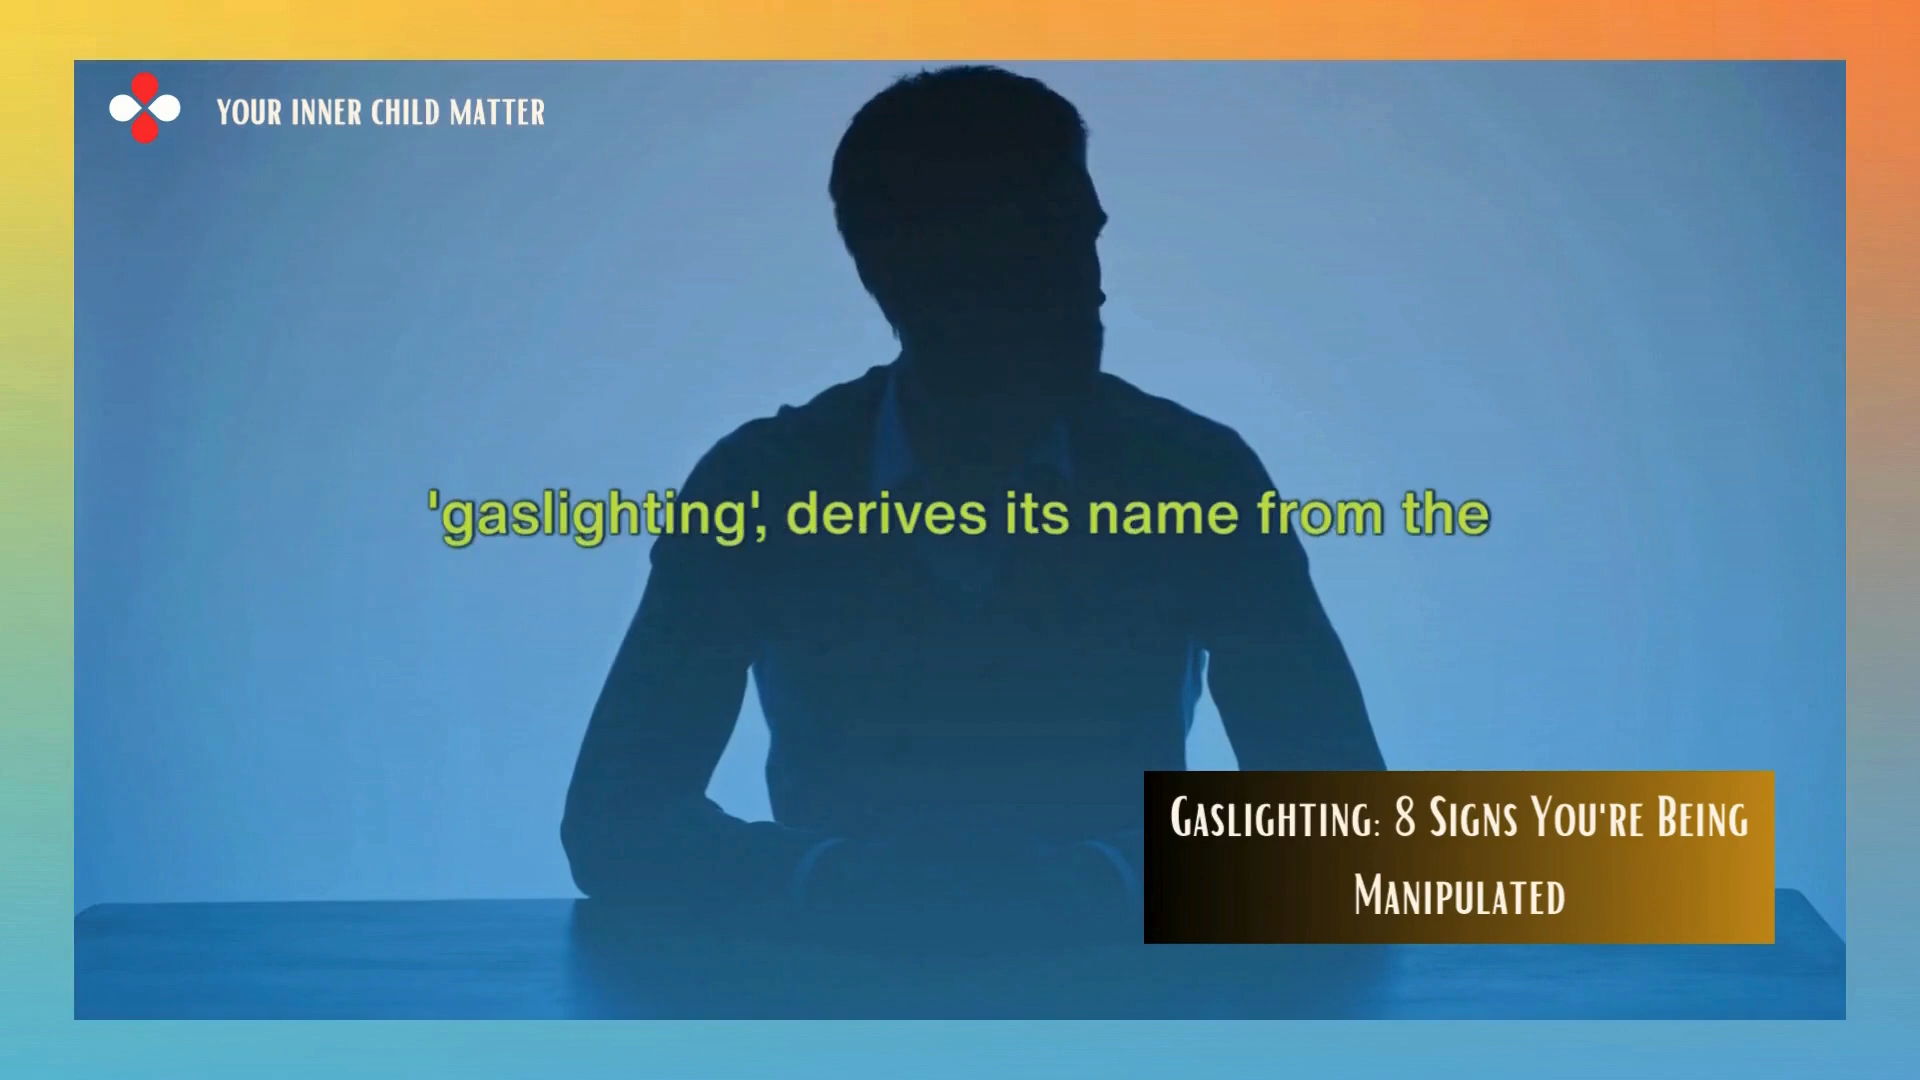 YOUR INNER CHILD MATTER
'gaslighting', derives its name from the
Gaslighting: 8 Signs You're Being
Manipulated